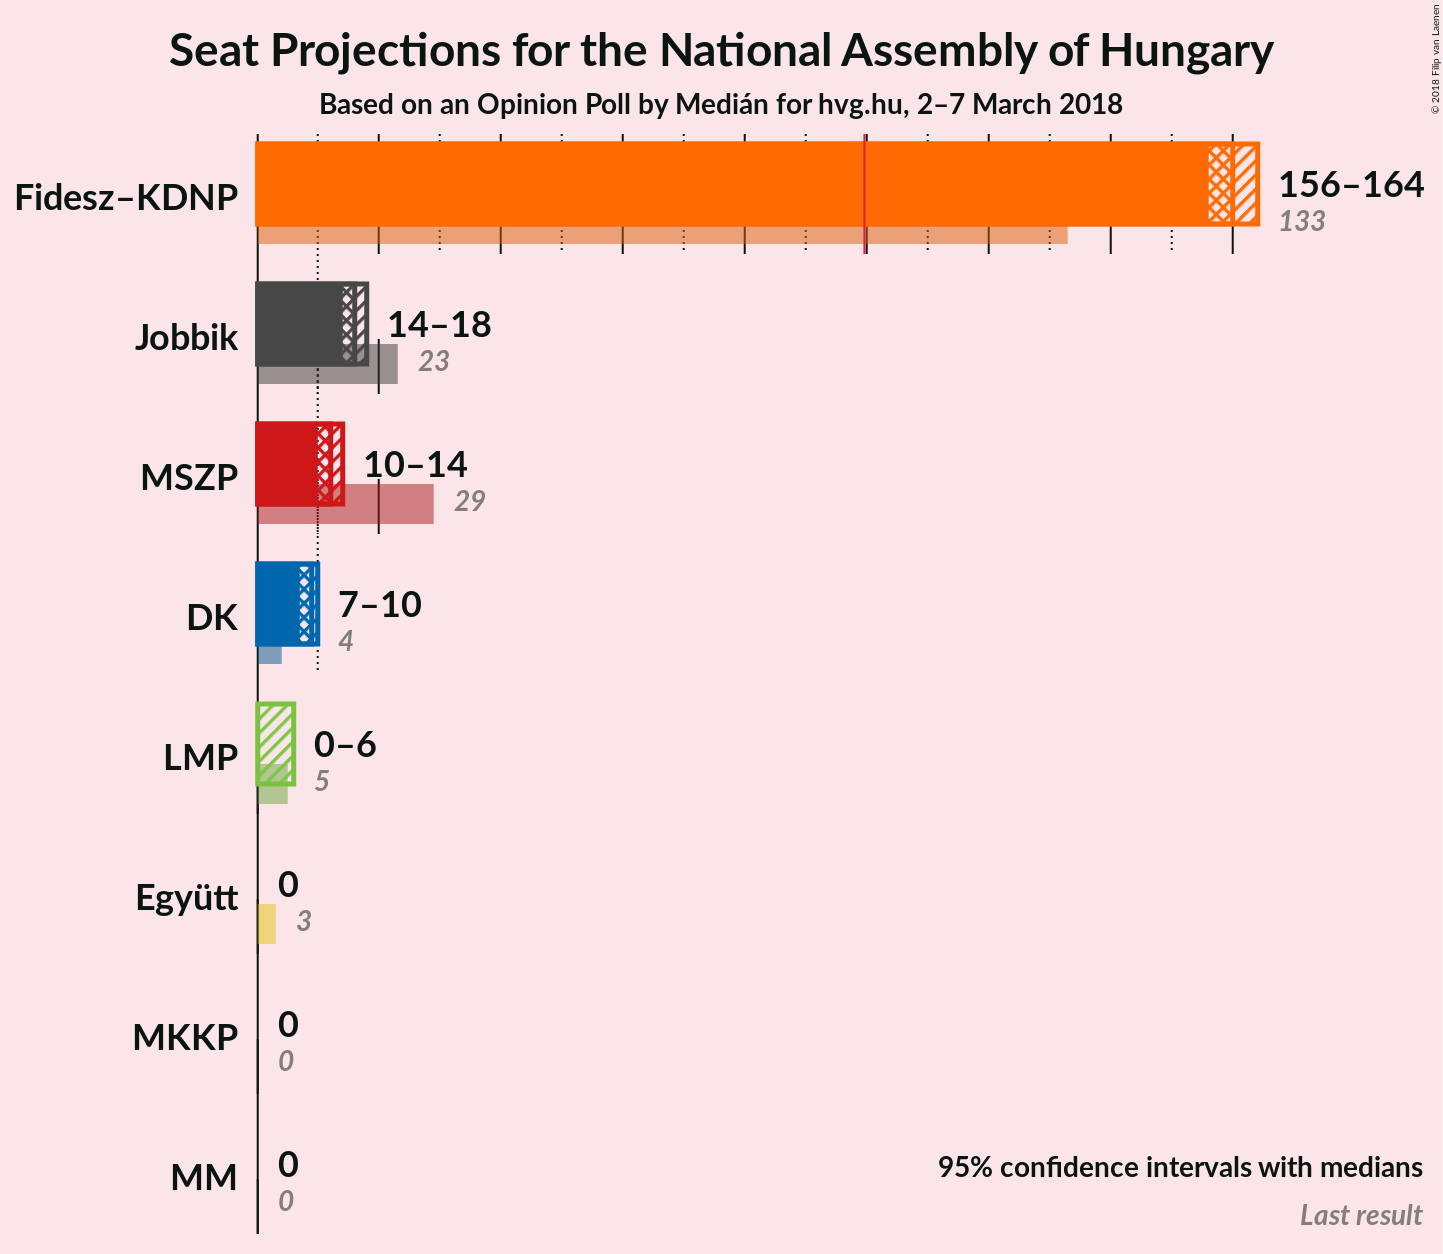 Seat Projections for the National Assembly of Hungary
Based on an Opinion Poll by Medián for hvg.hu, 2–7 March 2018
© 2018 Filip van Laenen
Fidesz–KDNP
156–164
133
Jobbik
14–18
23
MSZP
10–14
29
DK
7–10
4
LMP
0–6
5
Együtt
0
3
MKKP
0
0
MM
0
0
95% confidence intervals with medians
Last result